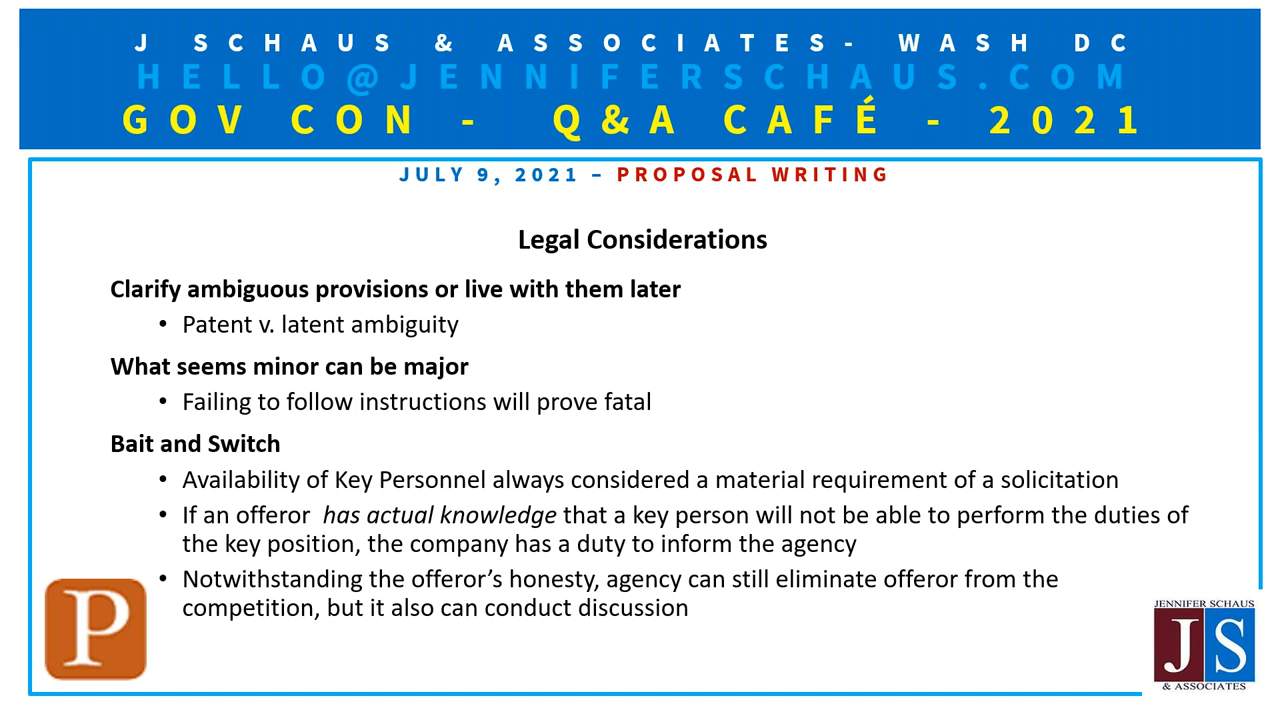 J SCHAUS & ASSOCIATES- WASH DC
HELLO@JENNIFERSCHAUS.COM
GOV CON - Q&A CAFÉ - 2021
JULY 9, 2021 – PROPOSAL WRITING
Legal Considerations
Clarify ambiguous provisions or live with them later
• Patent v. latent ambiguity
What seems minor can be major
• Failing to follow instructions will prove fatal
Bait and Switch
• Availability of Key Personnel always considered a material requirement of a solicitation
• If an offeror has actual knowledge that a key person will not be able to perform the duties of
the key position, the company has a duty to inform the agency
• Notwithstanding the offeror’s honesty, agency can still eliminate offeror from the
competition, but it also can conduct discussion
P
JENNIFER SCHAUS
JS
& ASSOCIATES